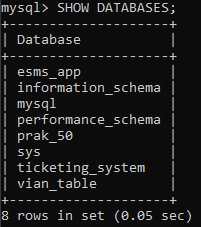 mysql> SHOW DATABASES;
+--------------------+
| Database           |
+--------------------+
| esms_app           |
| information_schema |
| mysql              |
| performance_schema |
| prak_50            |
| sys                |
| ticketing_system   |
| vian_table         |
+--------------------+
8 rows in set (0.05 sec)